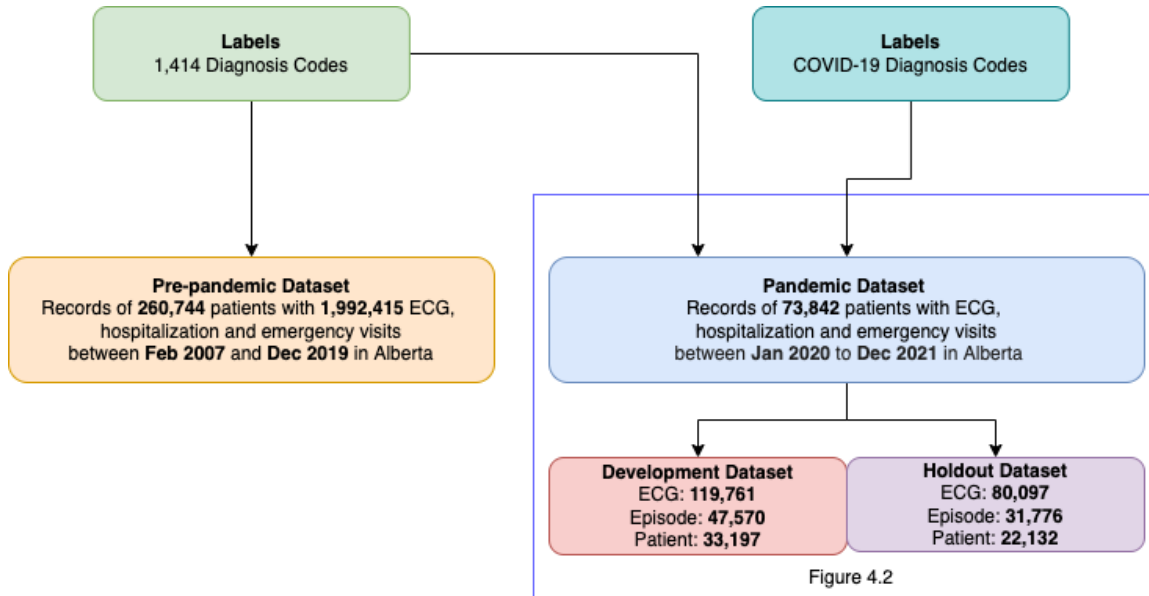 Labels
1,414 Diagnosis Codes
Labels
COVID-19 Diagnosis Codes
Pre-pandemic Dataset
Records of 260,744 patients with 1,992,415 ECG,
hospitalization and emergency visits
between Feb 2007 and Dec 2019 in Alberta
Pandemic Dataset
Records of 73,842 patients with ECG,
hospitalization and emergency visits
between Jan 2020 to Dec 2021 in Alberta
Development Dataset
ECG: 119,761
Episode: 47,570
Patient: 33,197
Holdout Dataset
ECG: 80,097
Episode: 31,776
Patient: 22,132
Figure 4.2